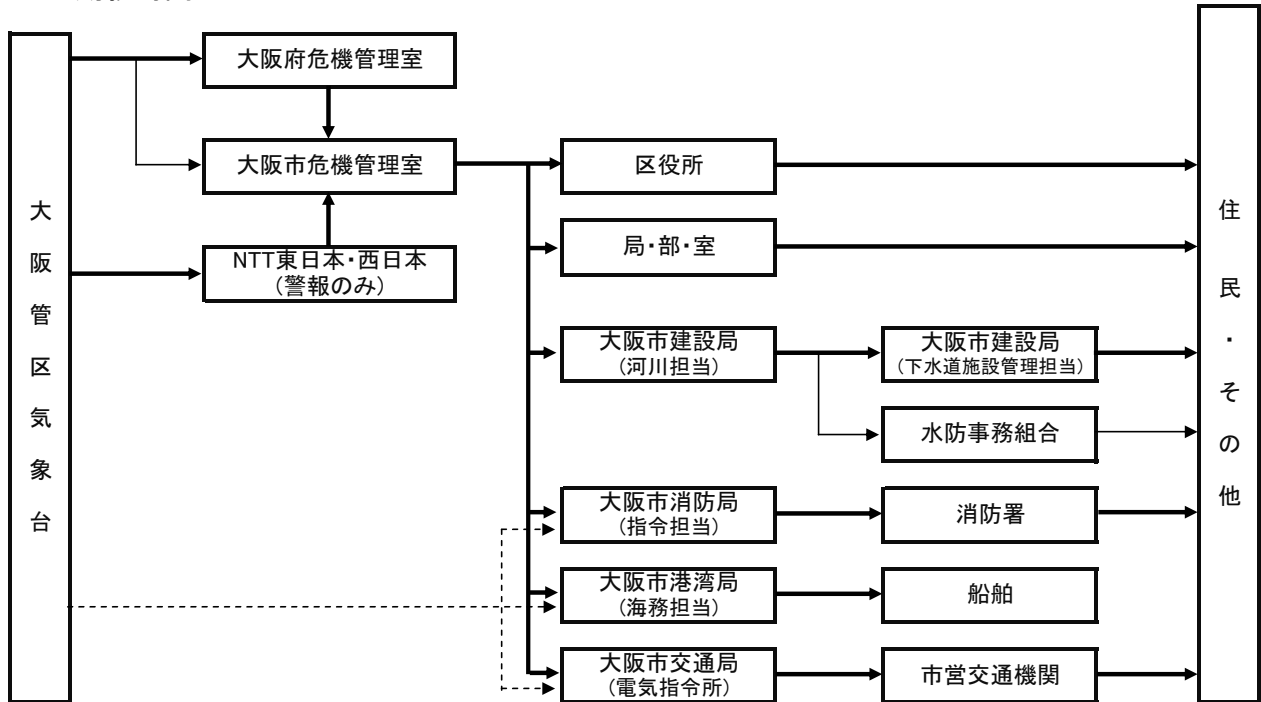 大阪管区気象台
大阪府危機管理室
大阪市危機管理室
NTT東日本・西日本
(警報のみ)
区役所
局・部・室
大阪市建設局
(河川担当)
大阪市建設局
(下水道施設管理担当)
水防事務組合
大阪市消防局
(指令担当)
消防署
大阪市港湾局
(海務担当)
船舶
大阪市交通局
(電気指令所)
市営交通機関
住民・その他